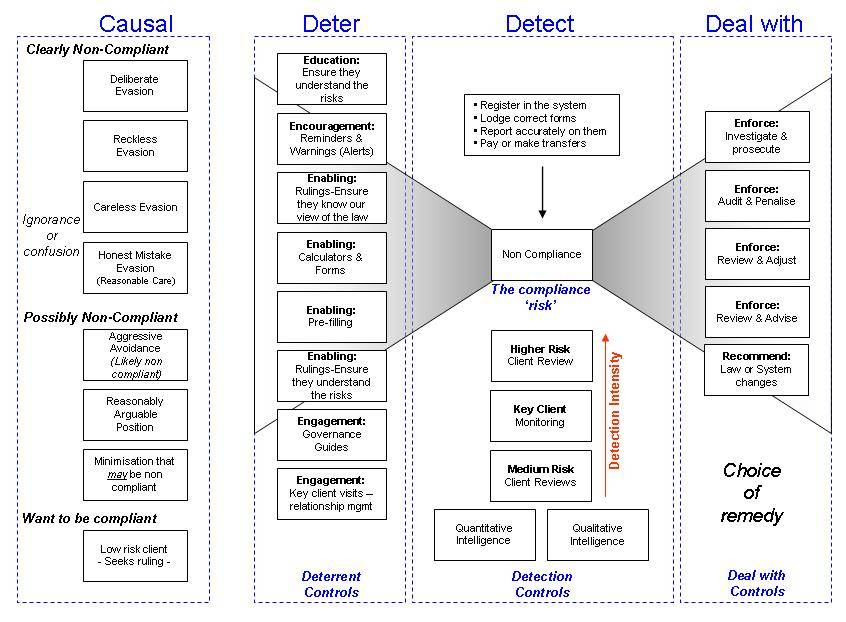 Causal
Clearly Non-Compliant
Deliberate
Evasion
Reckless
Evasion
Careless Evasion
Ignorance
or
confusion
Honest Mistake
Evasion
(Reasonable Care)
Possibly Non-Compliant
Aggressive
Avoidance
(Likely non
compliant)
Reasonably
Arguable
Position
Minimisation that
may be non
compliant
Want to be compliant
Low risk client
- Seeks ruling -
Deter
Education:
Ensure they
understand the
risks
Encouragement:
Reminders &
Warnings (Alerts)
Enabling:
Rulings-Ensure
they know our
view of the law
Enabling:
Calculators &
Forms
Enabling:
Pre-filling
Enabling:
Rulings-Ensure
they understand
the risks
Engagement:
Governance
Guides
Engagement:
Key client visits –
relationship mgmt
Deterrent
Controls
Detect
• Register in the system
• Lodge correct forms
• Report accurately on them
• Pay or make transfers
Non Compliance
The compliance
‘risk’
Higher Risk
Client Review
Key Client
Monitoring
Medium Risk
Client Reviews
Detection Intensity
Quantitative
Intelligence
Qualitative
Intelligence
Detection
Controls
Deal with
Enforce:
Investigate &
prosecute
Enforce:
Audit & Penalise
Enforce:
Review & Adjust
Enforce:
Review & Advise
Recommend:
Law or System
changes
Choice
of
remedy
Deal with
Controls